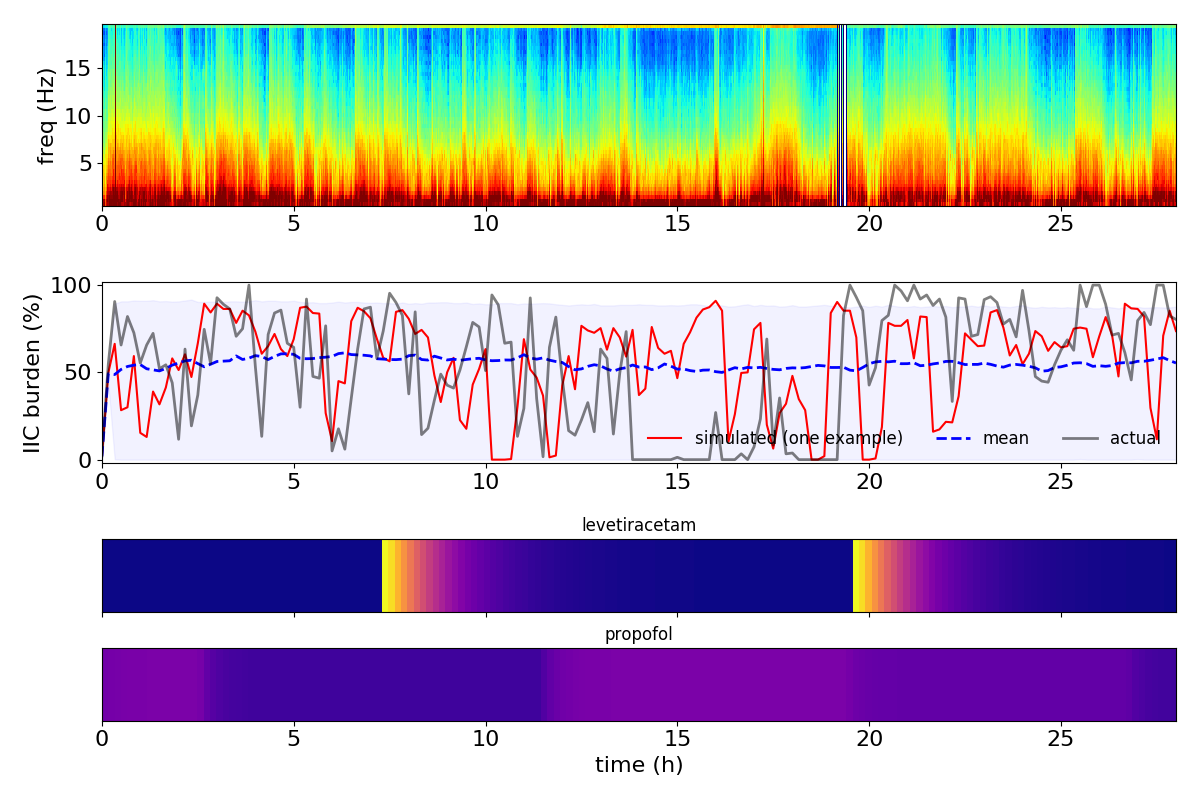 freq (Hz)
15
10
5
0 5 10 15 20 25
IIC burden (%)
100
50
0
simulated (one example) mean actual
0 5 10 15 20 25
levetiracetam
propofol
0 5 10 15 20 25
time (h)